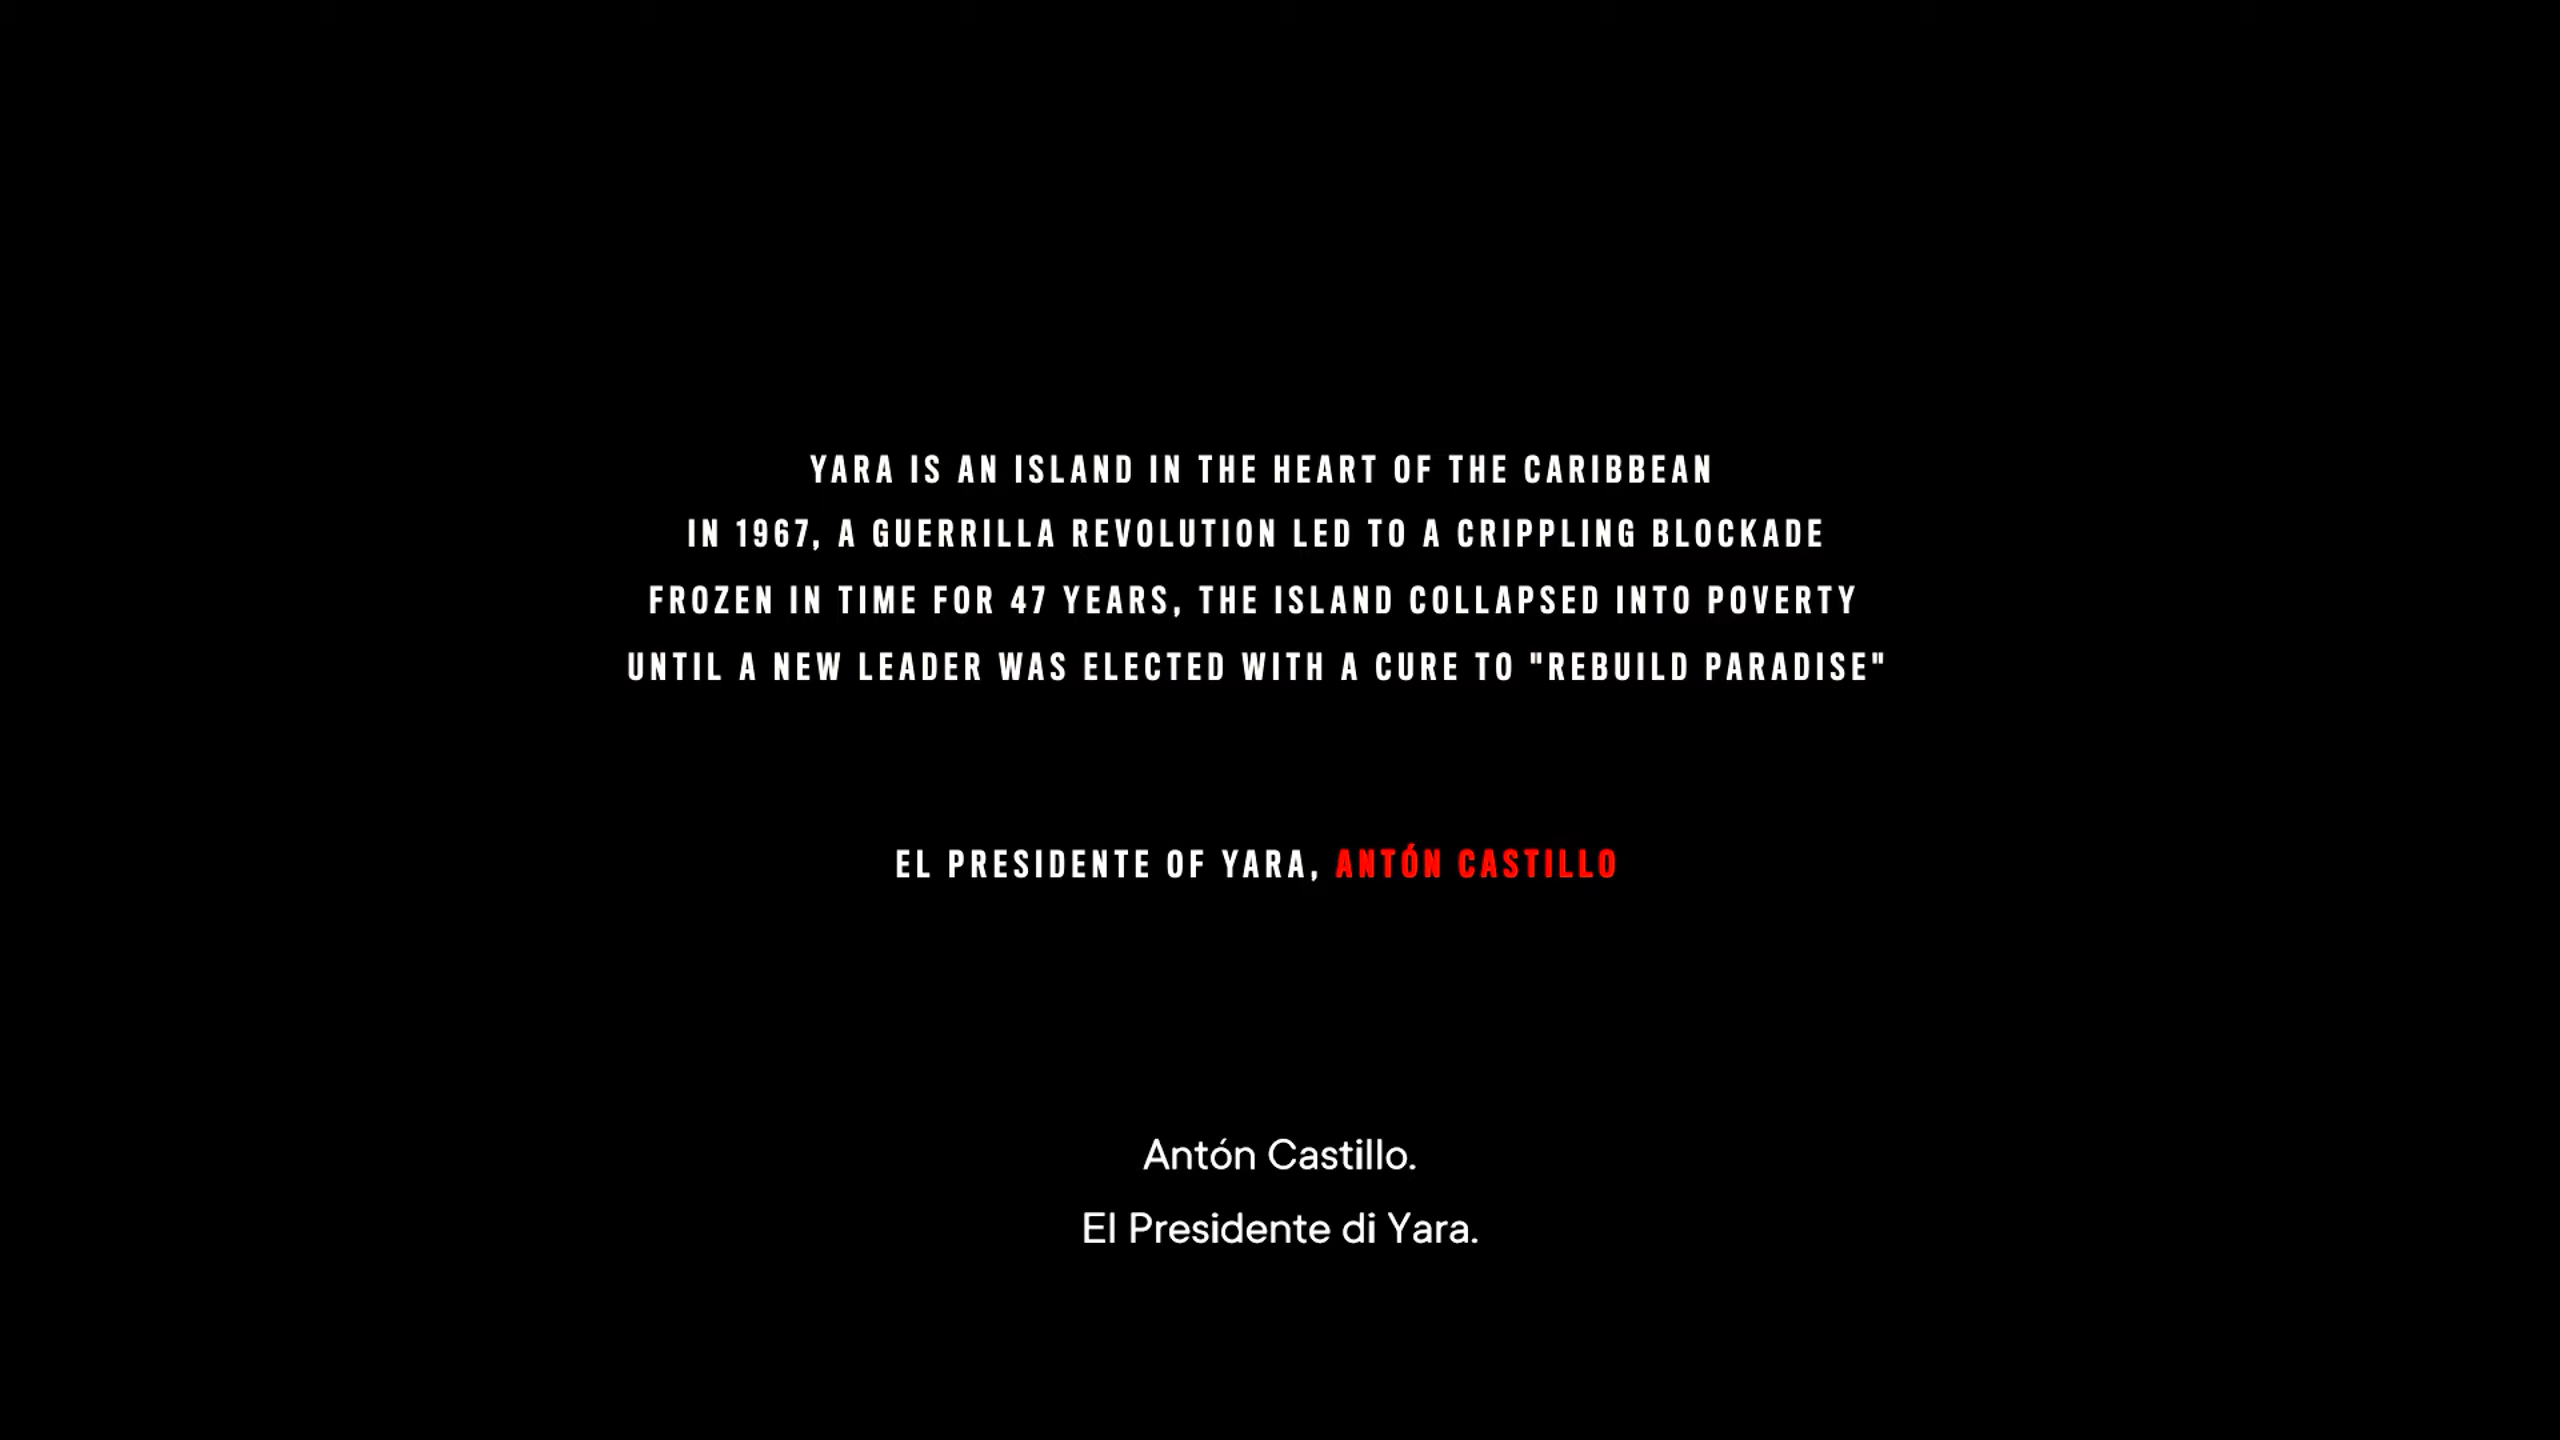 YARA IS AN ISLAND IN THE HEART OF THE CARIBBEAN
IN 1967, A GUERRILLA REVOLUTION LED TO A CRIPPLING BLOCKADE
FROZEN IN TIME FOR 47 YEARS, THE ISLAND COLLAPSED INTO POVERTY
UNTIL A NEW LEADER WAS ELECTED WITH A CURE TO "REBUILD PARADISE"
EL PRESIDENTE OF YARA, ANTÓN CASTILLO
Antón Castillo.
El Presidente di Yara.